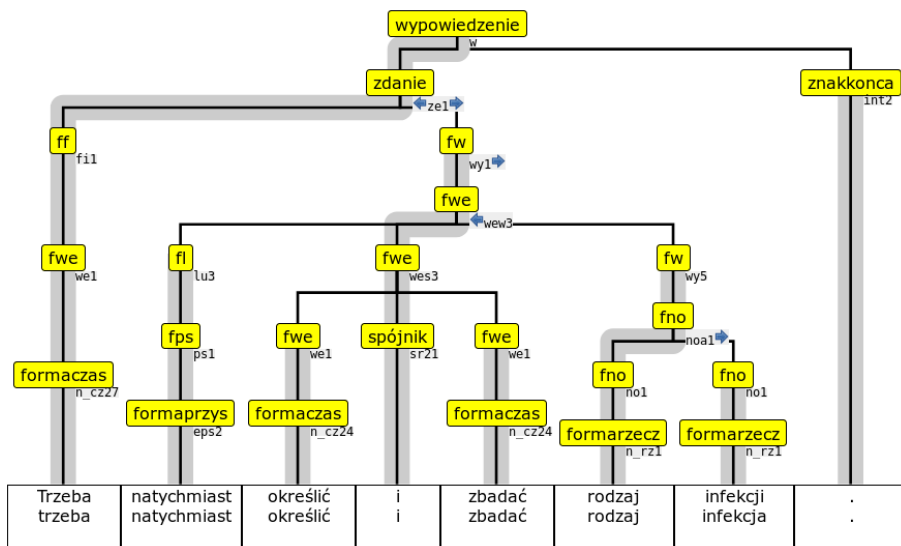 wypowiedzenie
w
zdanie znakkonca
ze1 int2
ff fw
fi1 wy1
fwe
wew3
fwe fl fwe fw
we1 lu3 wes3 wy5
fno
fps fwe spójnik fwe
ps1 we1 sr21 we1 noa1
formaczas fno fno
n_cz27 no1 no1
formaprzys formaczas formaczas
eps2 n_cz24 n_cz24
formarzecz formarzecz
n_rz1 n_rz1
Trzeba natychmiast określić i zbadać rodzaj infekcji .
trzeba natychmiast określić i zbadać rodzaj infekcja .